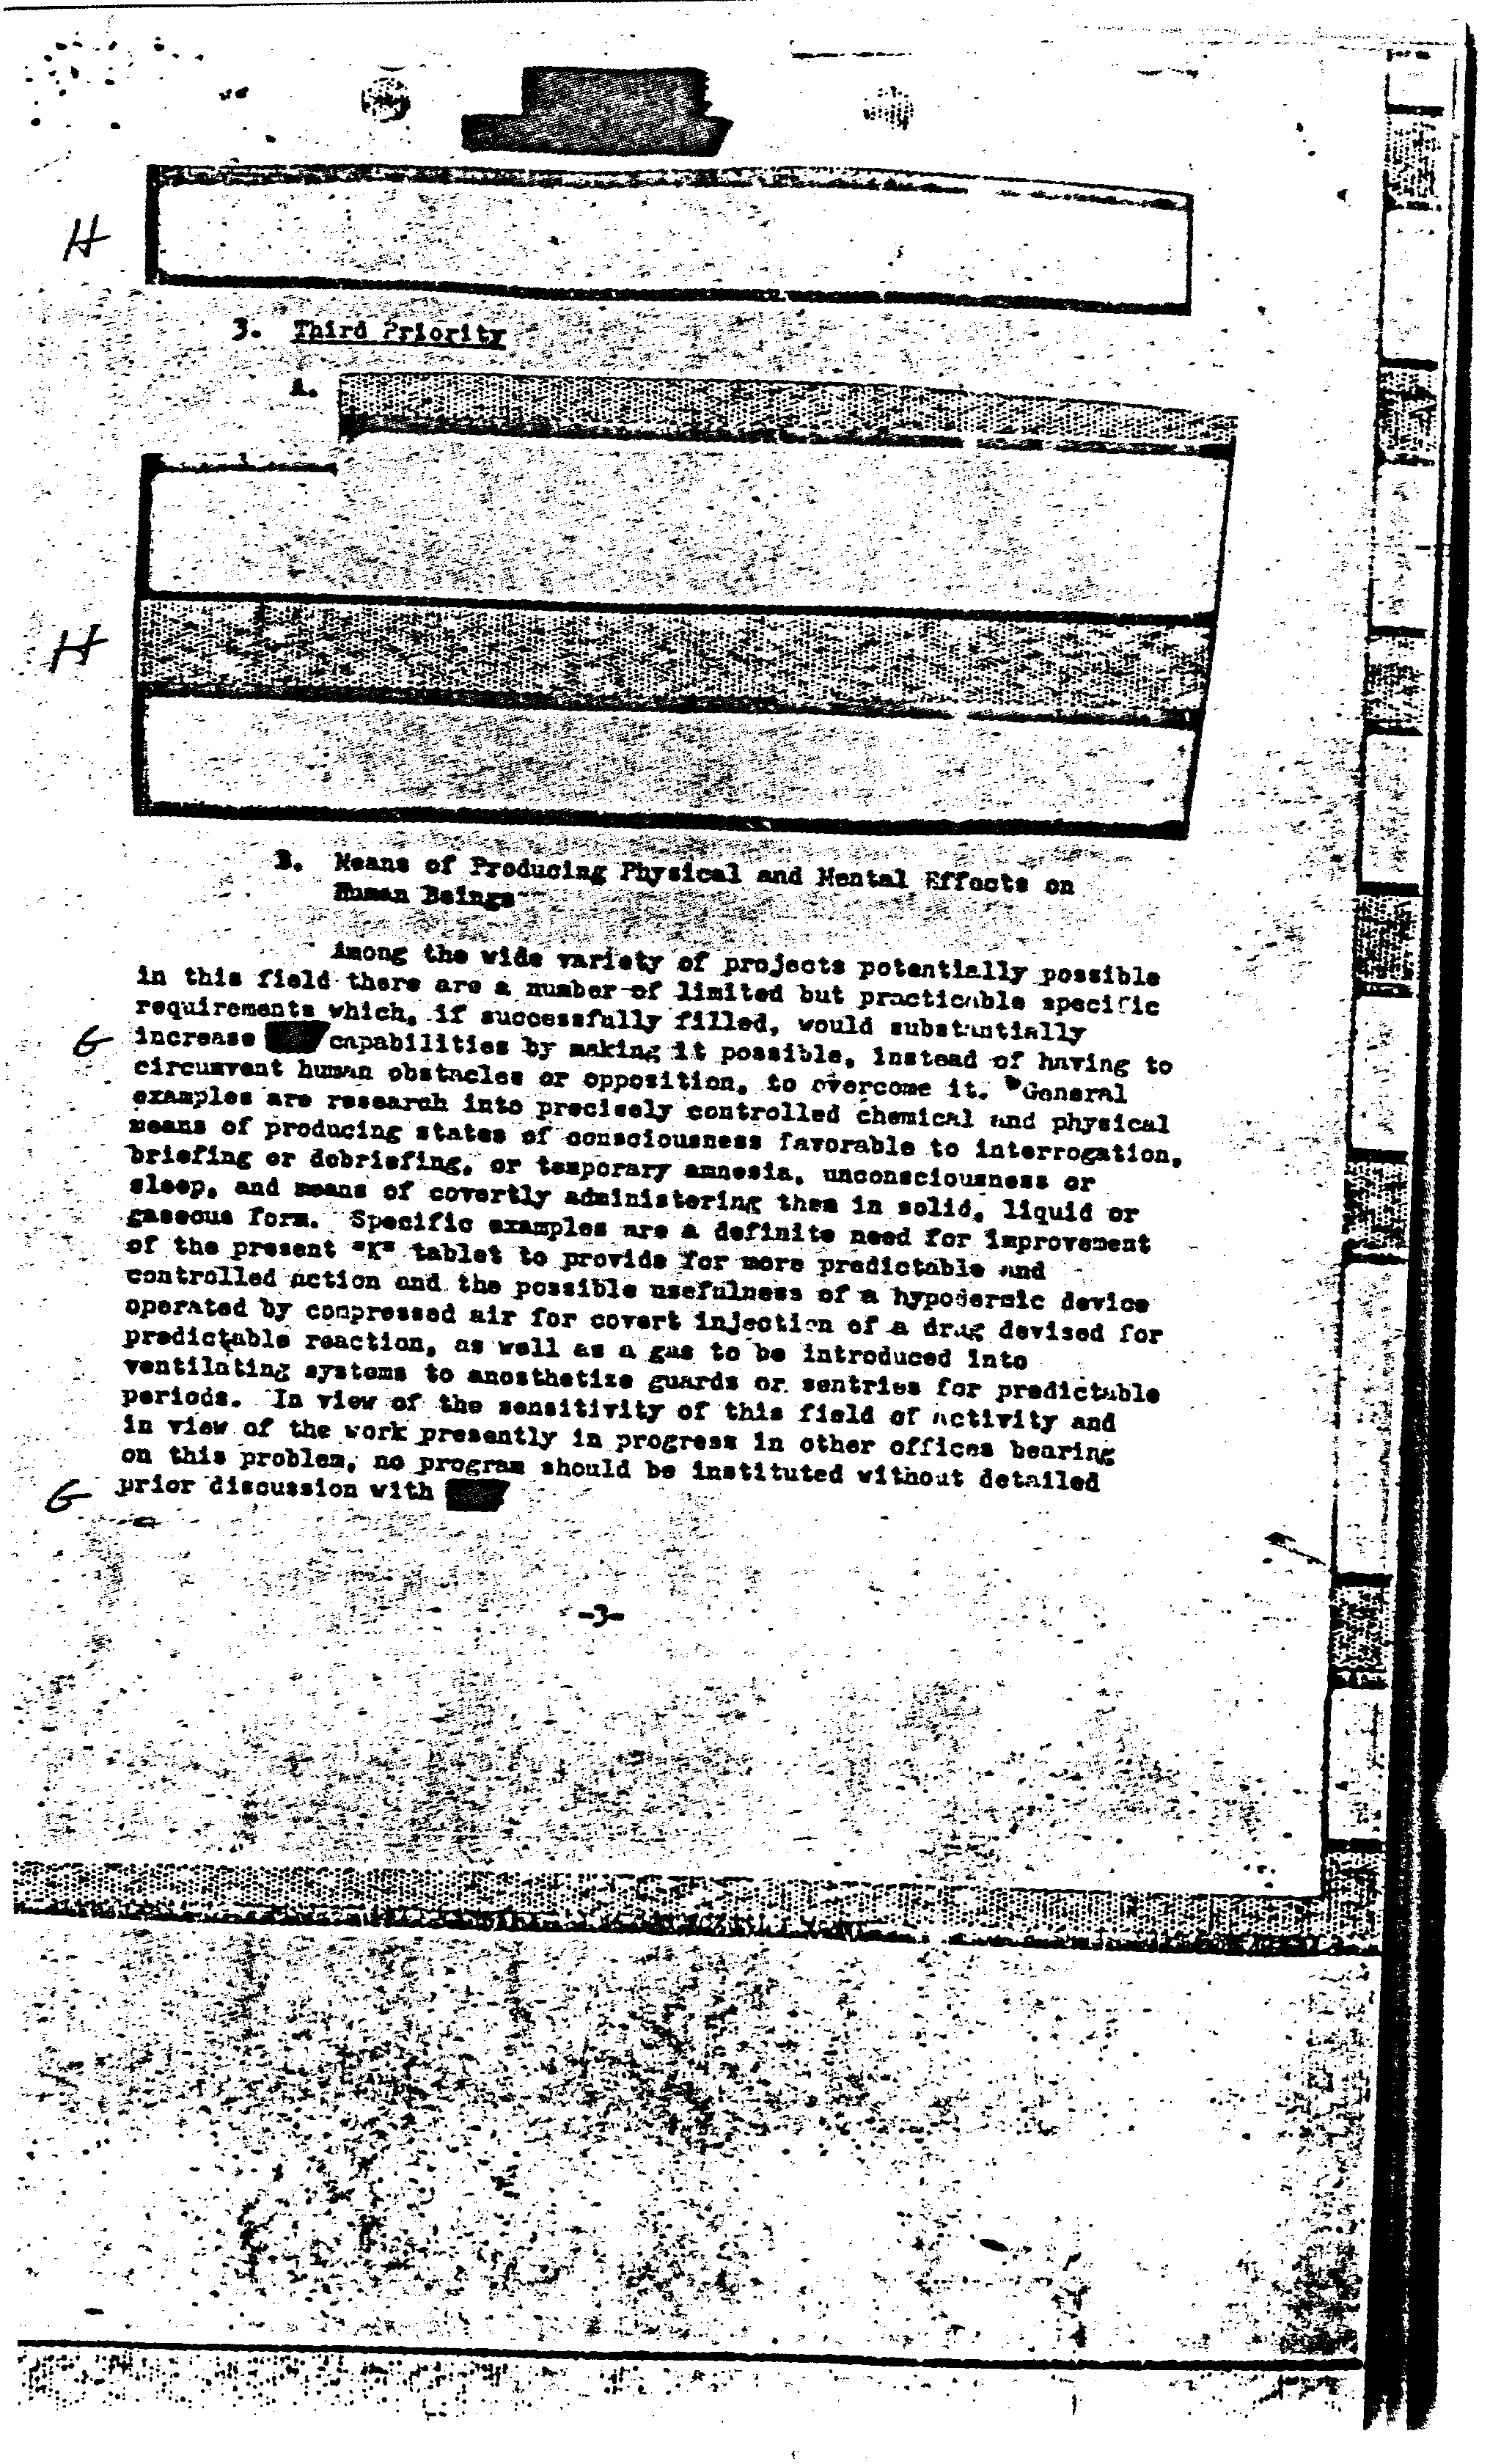 H
3. Third Priority
A.
H
B. Means of Producing Physical and Mental Effects on
Human Beings
Among the wide variety of projects potentially possible
in this field there are a number of limited but practicable specific
requirements which, if successfully filled, would substantially
G increase capabilities by making it possible, instead of having to
circumvent human obstacles or opposition, to overcome it. General
examples are research into precisely controlled chemical and physical
means of producing states of consciousness favorable to interrogation,
briefing or debriefing, or temporary amnesia, unconsciousness or
sleep, and means of covertly administering them in solid, liquid or
gaseous form. Specific examples are a definite need for improvement
of the present "K" tablet to provide for more predictable and
controlled action and the possible usefulness of a hypodermic device
operated by compressed air for covert injection of a drug devised for
predictable reaction, as well as a gas to be introduced into
ventilating systems to anesthetize guards or sentries for predictable
periods. In view of the sensitivity of this field of activity and
in view of the work presently in progress in other offices bearing
on this problem, no program should be instituted without detailed
G prior discussion with
-3-